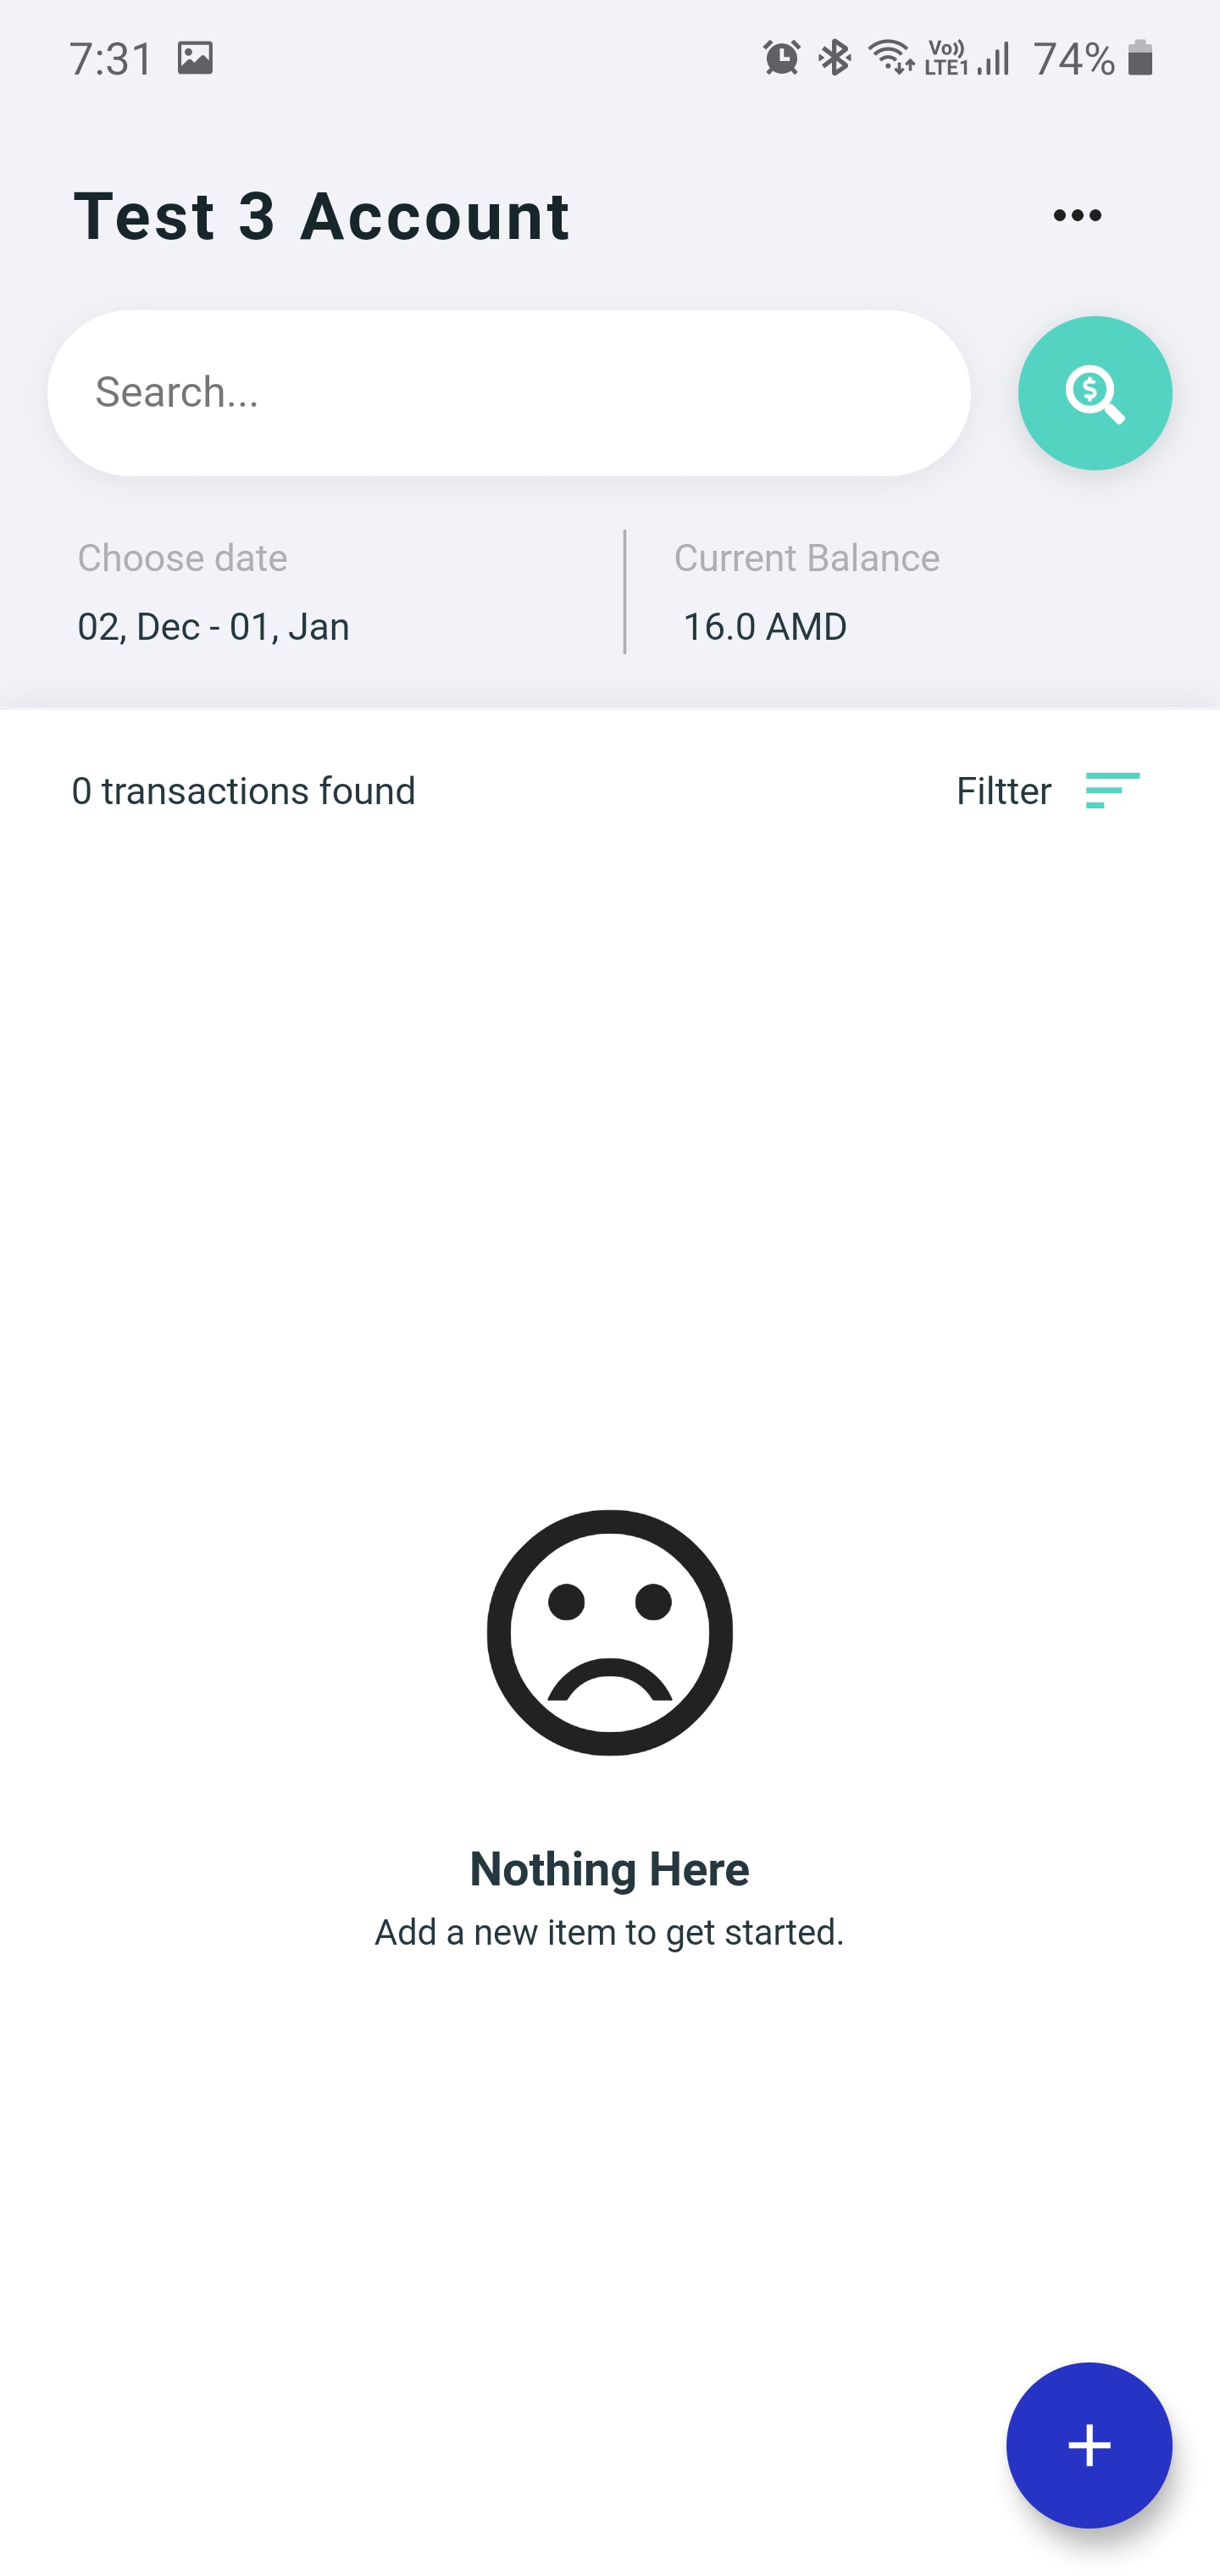 7:31 Vo)) LTE1 74%
Test 3 Account
Search...
$
Choose date
Current Balance
02, Dec - 01, Jan
16.0 AMD
0 transactions found
Filtter
Nothing Here
Add a new item to get started.